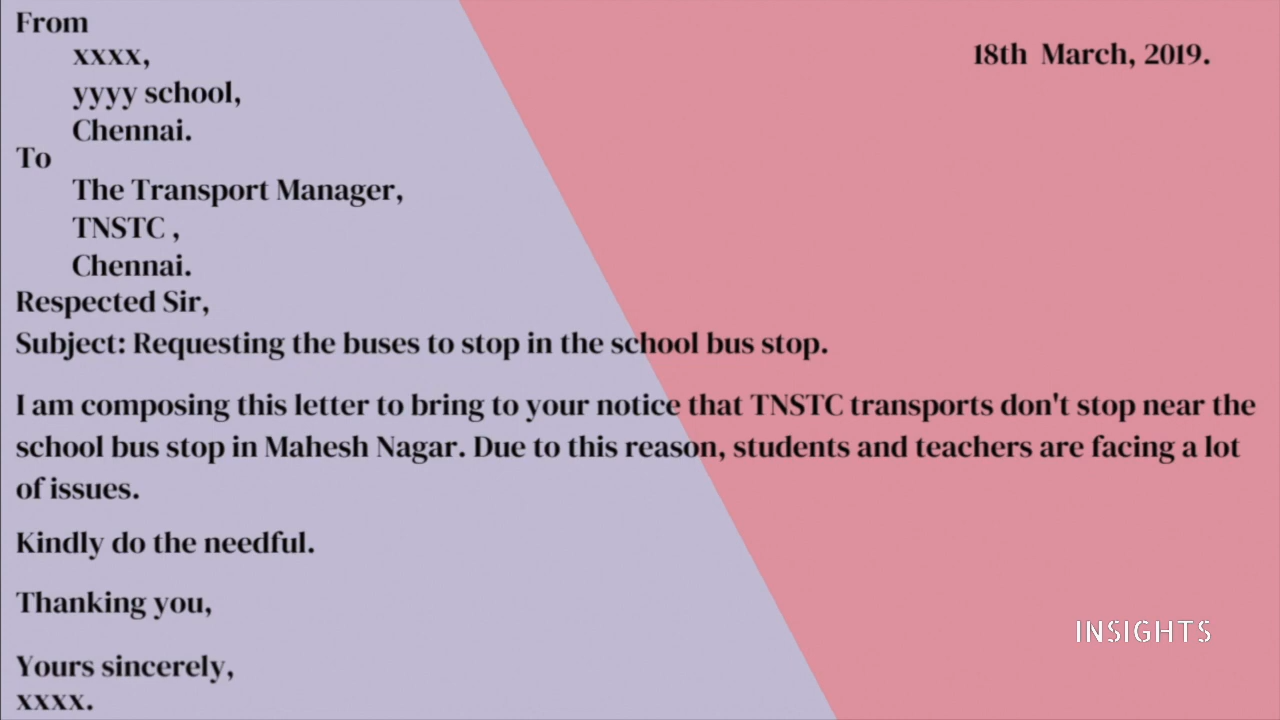 From
xxxx,
18th March, 2019.
yyyy school,
Chennai.
To
The Transport Manager,
TNSTC ,
Chennai.
Respected Sir,
Subject: Requesting the buses to stop in the school bus stop.
I am composing this letter to bring to your notice that TNSTC transports don't stop near the
school bus stop in Mahesh Nagar. Due to this reason, students and teachers are facing a lot
of issues.
Kindly do the needful.
Thanking you,
INSIGHTS
Yours sincerely,
xxxx.